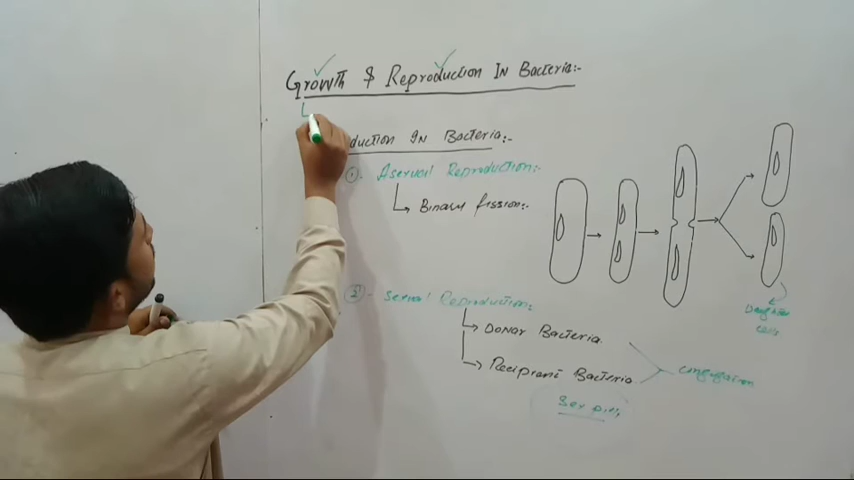 Growth & Reproduction In Bacteria:-
duction In Bacteria:-
①. Asexual Reproduction:-
Binary fission:-
②- Sexual Reproduction:
Donor Bacteria
Recipient Bacteria
Conjugation
Sex pili
Daughter
cells